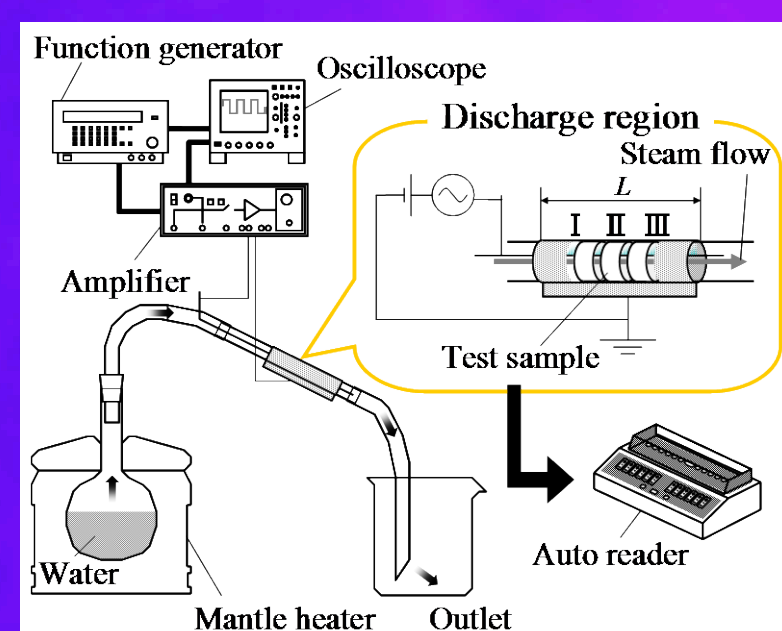 Function generator
Oscilloscope
Discharge region
Steam flow
L
I II III
Amplifier
Test sample
Water
Auto reader
Mantle heater
Outlet